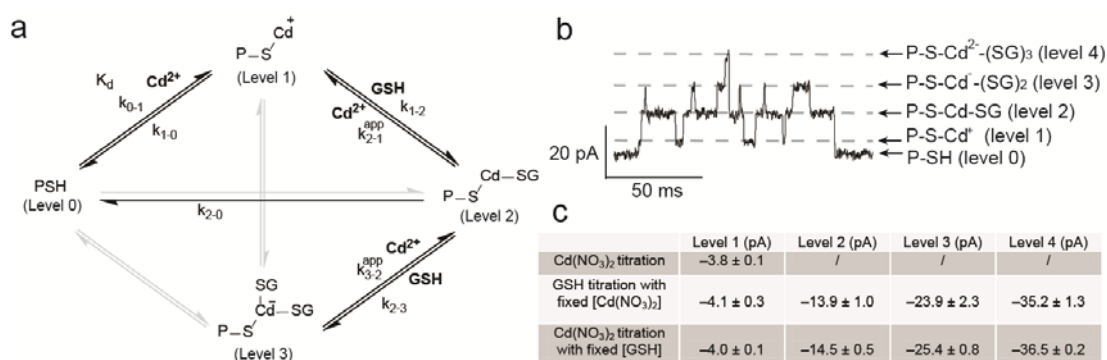 a
Cd⁺
P–S
(Level 1)
K_d Cd²⁺
k₀₋₁
k₁₋₀
GSH
k₁₋₂
Cd²⁺
k₂₋₁^app
PSH
(Level 0)
k₂₋₀
Cd—SG
P–S
(Level 2)
Cd²⁺
k₃₋₂^app
GSH
k₂₋₃
SG
Cd⁻—SG
P–S
(Level 3)
b
20 pA
50 ms
P-S-Cd²⁻-(SG)₃ (level 4)
P-S-Cd⁻-(SG)₂ (level 3)
P-S-Cd-SG (level 2)
P-S-Cd⁺ (level 1)
P-SH (level 0)
c
Level 1 (pA) Level 2 (pA) Level 3 (pA) Level 4 (pA)
Cd(NO₃)₂ titration –3.8 ± 0.1 / / /
GSH titration with
fixed [Cd(NO₃)₂] –4.1 ± 0.3 –13.9 ± 1.0 –23.9 ± 2.3 –35.2 ± 1.3
Cd(NO₃)₂ titration
with fixed [GSH] –4.0 ± 0.1 –14.5 ± 0.5 –25.4 ± 0.8 –36.5 ± 0.2